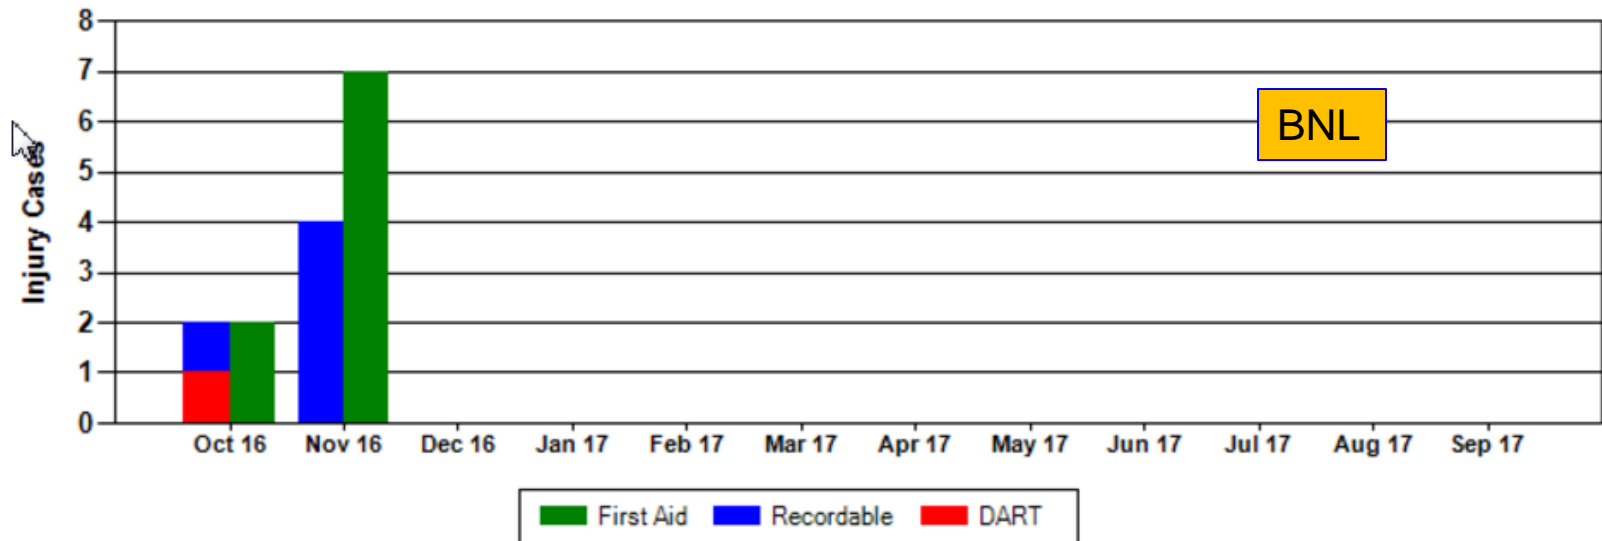 8
7
6
5
4
3
2
1
0
Injury Cases
BNL
Oct 16 Nov 16 Dec 16 Jan 17 Feb 17 Mar 17 Apr 17 May 17 Jun 17 Jul 17 Aug 17 Sep 17
First Aid Recordable DART